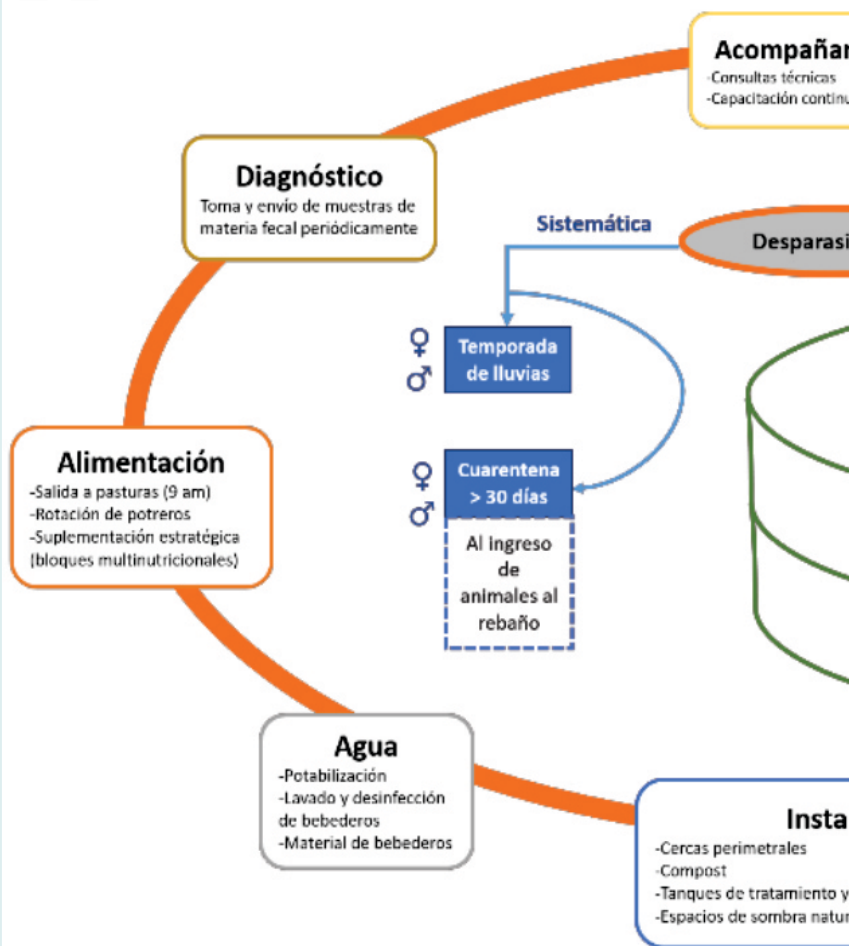 Acompañar
-Consultas técnicas
-Capacitación continu
Diagnóstico
Toma y envío de muestras de
materia fecal periódicamente
Sistemática
Desparasi
♀
♂
Temporada
de lluvias
Alimentación
-Salida a pasturas (9 am)
-Rotación de potreros
-Suplementación estratégica
(bloques multinutricionales)
♀
♂
Cuarentena
> 30 días
Al ingreso
de
animales al
rebaño
Agua
-Potabilización
-Lavado y desinfección
de bebederos
-Material de bebederos
Insta
-Cercas perimetrales
-Compost
-Tanques de tratamiento y
-Espacios de sombra natur